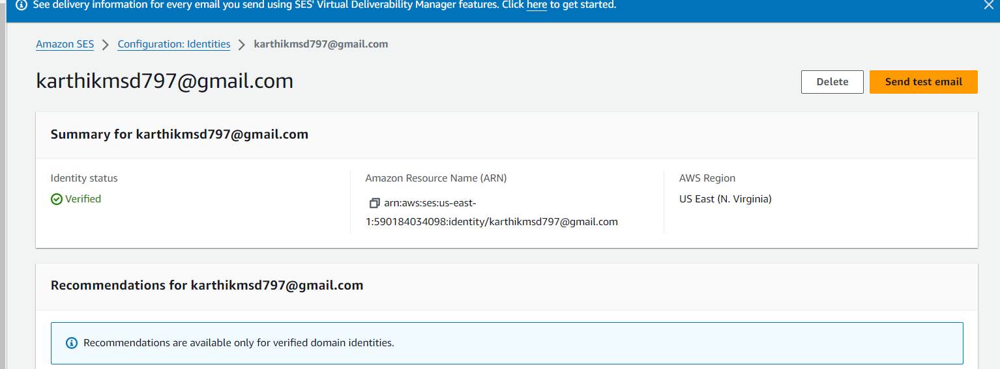 See delivery information for every email you send using SES' Virtual Deliverability Manager features. Click here to get started.
Amazon SES > Configuration: Identities > karthikmsd797@gmail.com
karthikmsd797@gmail.com
Delete
Send test email
Summary for karthikmsd797@gmail.com
Identity status
Verified
Amazon Resource Name (ARN)
arn:aws:ses:us-east-
1:590184034098:identity/karthikmsd797@gmail.com
AWS Region
US East (N. Virginia)
Recommendations for karthikmsd797@gmail.com
Recommendations are available only for verified domain identities.